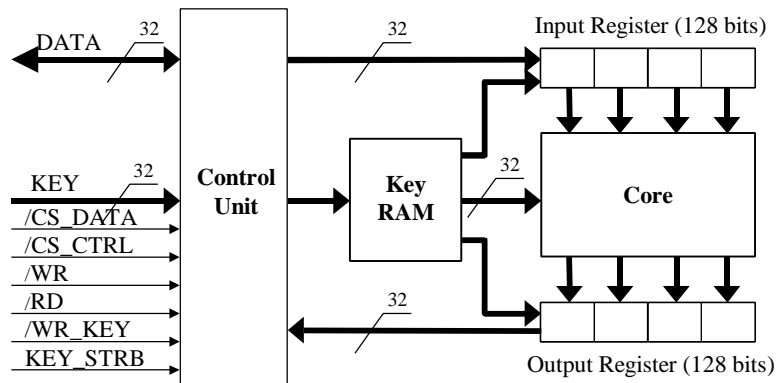 Input Register (128 bits)
DATA
32
32
KEY
32
Control
Unit
Key
RAM
32
Core
/CS_DATA
/CS_CTRL
/WR
/RD
/WR_KEY
KEY_STRB
32
Output Register (128 bits)